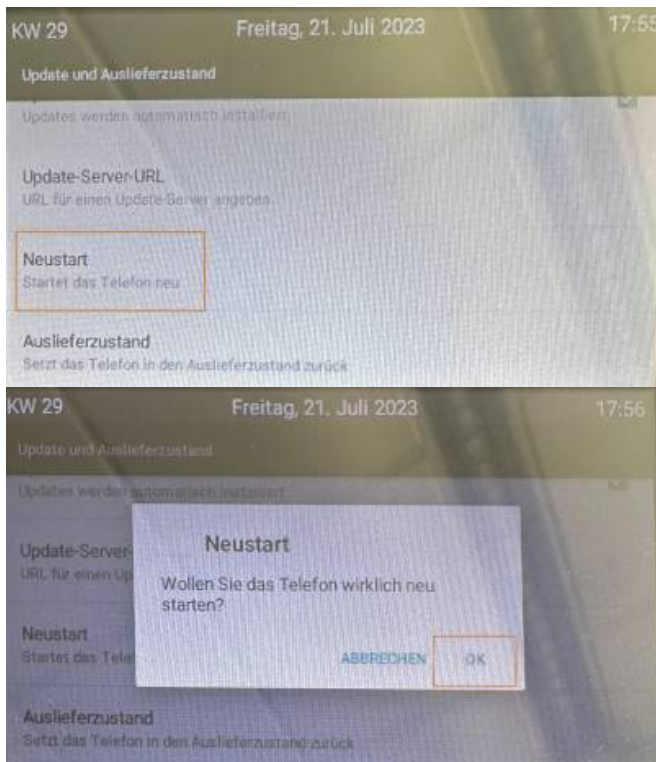 KW 29 Freitag, 21. Juli 2023 17:55
Update und Auslieferzustand
Updates werden automatisch installiert
Update-Server-URL
URL für einen Update-Server angeben.
Neustart
Startet das Telefon neu
Auslieferzustand
Setzt das Telefon in den Auslieferzustand zurück
KW 29 Freitag, 21. Juli 2023 17:56
Update und Auslieferzustand
Updates werden automatisch installiert
Update-Server-
URL für einen Up
Neustart
Wollen Sie das Telefon wirklich neu
starten?
ABBRECHEN OK
Neustart
Startet das Tele
Auslieferzustand
Setzt das Telefon in den Auslieferzustand zurück